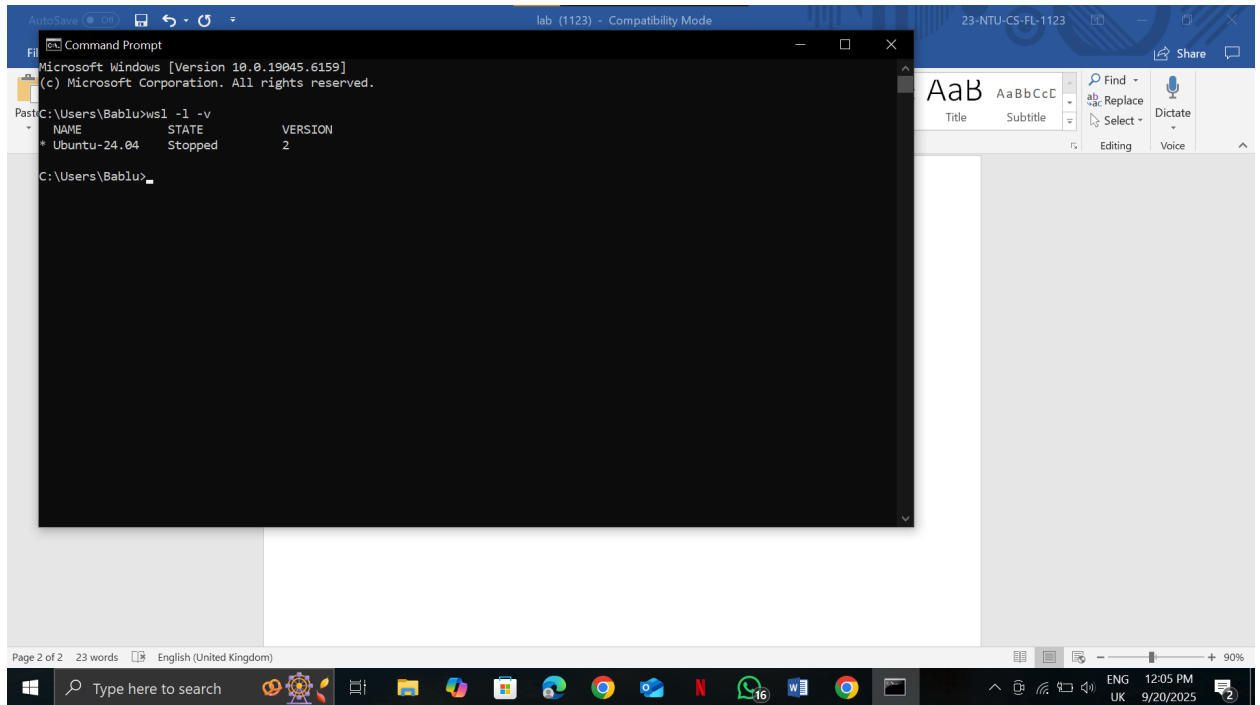 AutoSave Off
lab (1123) - Compatibility Mode
23-NTU-CS-FL-1123
Fil
Share
Command Prompt
Microsoft Windows [Version 10.0.19045.6159]
(c) Microsoft Corporation. All rights reserved.
C:\Users\Bablu>wsl -l -v
NAME STATE VERSION
* Ubuntu-24.04 Stopped 2
C:\Users\Bablu>
Past
AaB
Title
AaBbCcD
Subtitle
Find
Replace
Select
Editing
Dictate
Voice
Page 2 of 2 23 words English (United Kingdom)
90%
Type here to search
16
ENG
UK
12:05 PM
9/20/2025
2